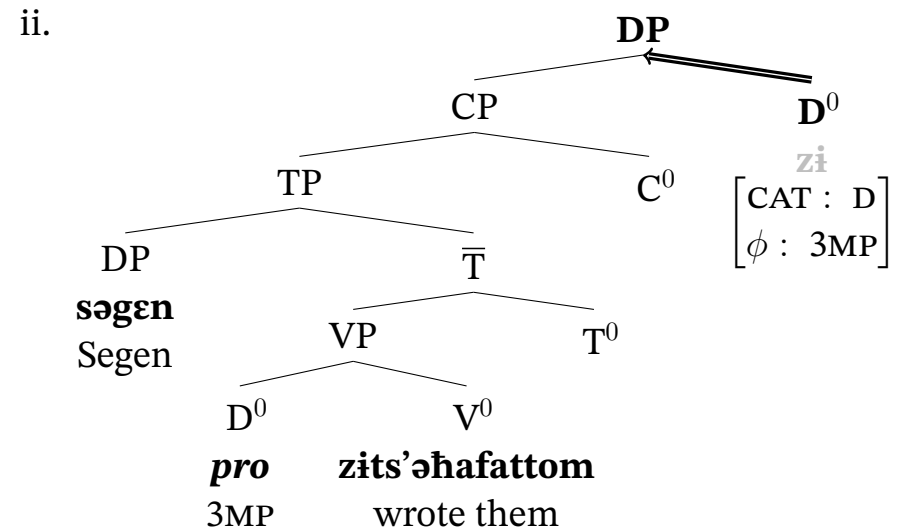 ii.
DP
CP
D⁰
zɨ
TP
C⁰
[CAT : D
ϕ : 3MP]
DP
T̅
səgɛn
Segen
VP
T⁰
D⁰
V⁰
pro
zɨts'əħafattom
3MP
wrote them